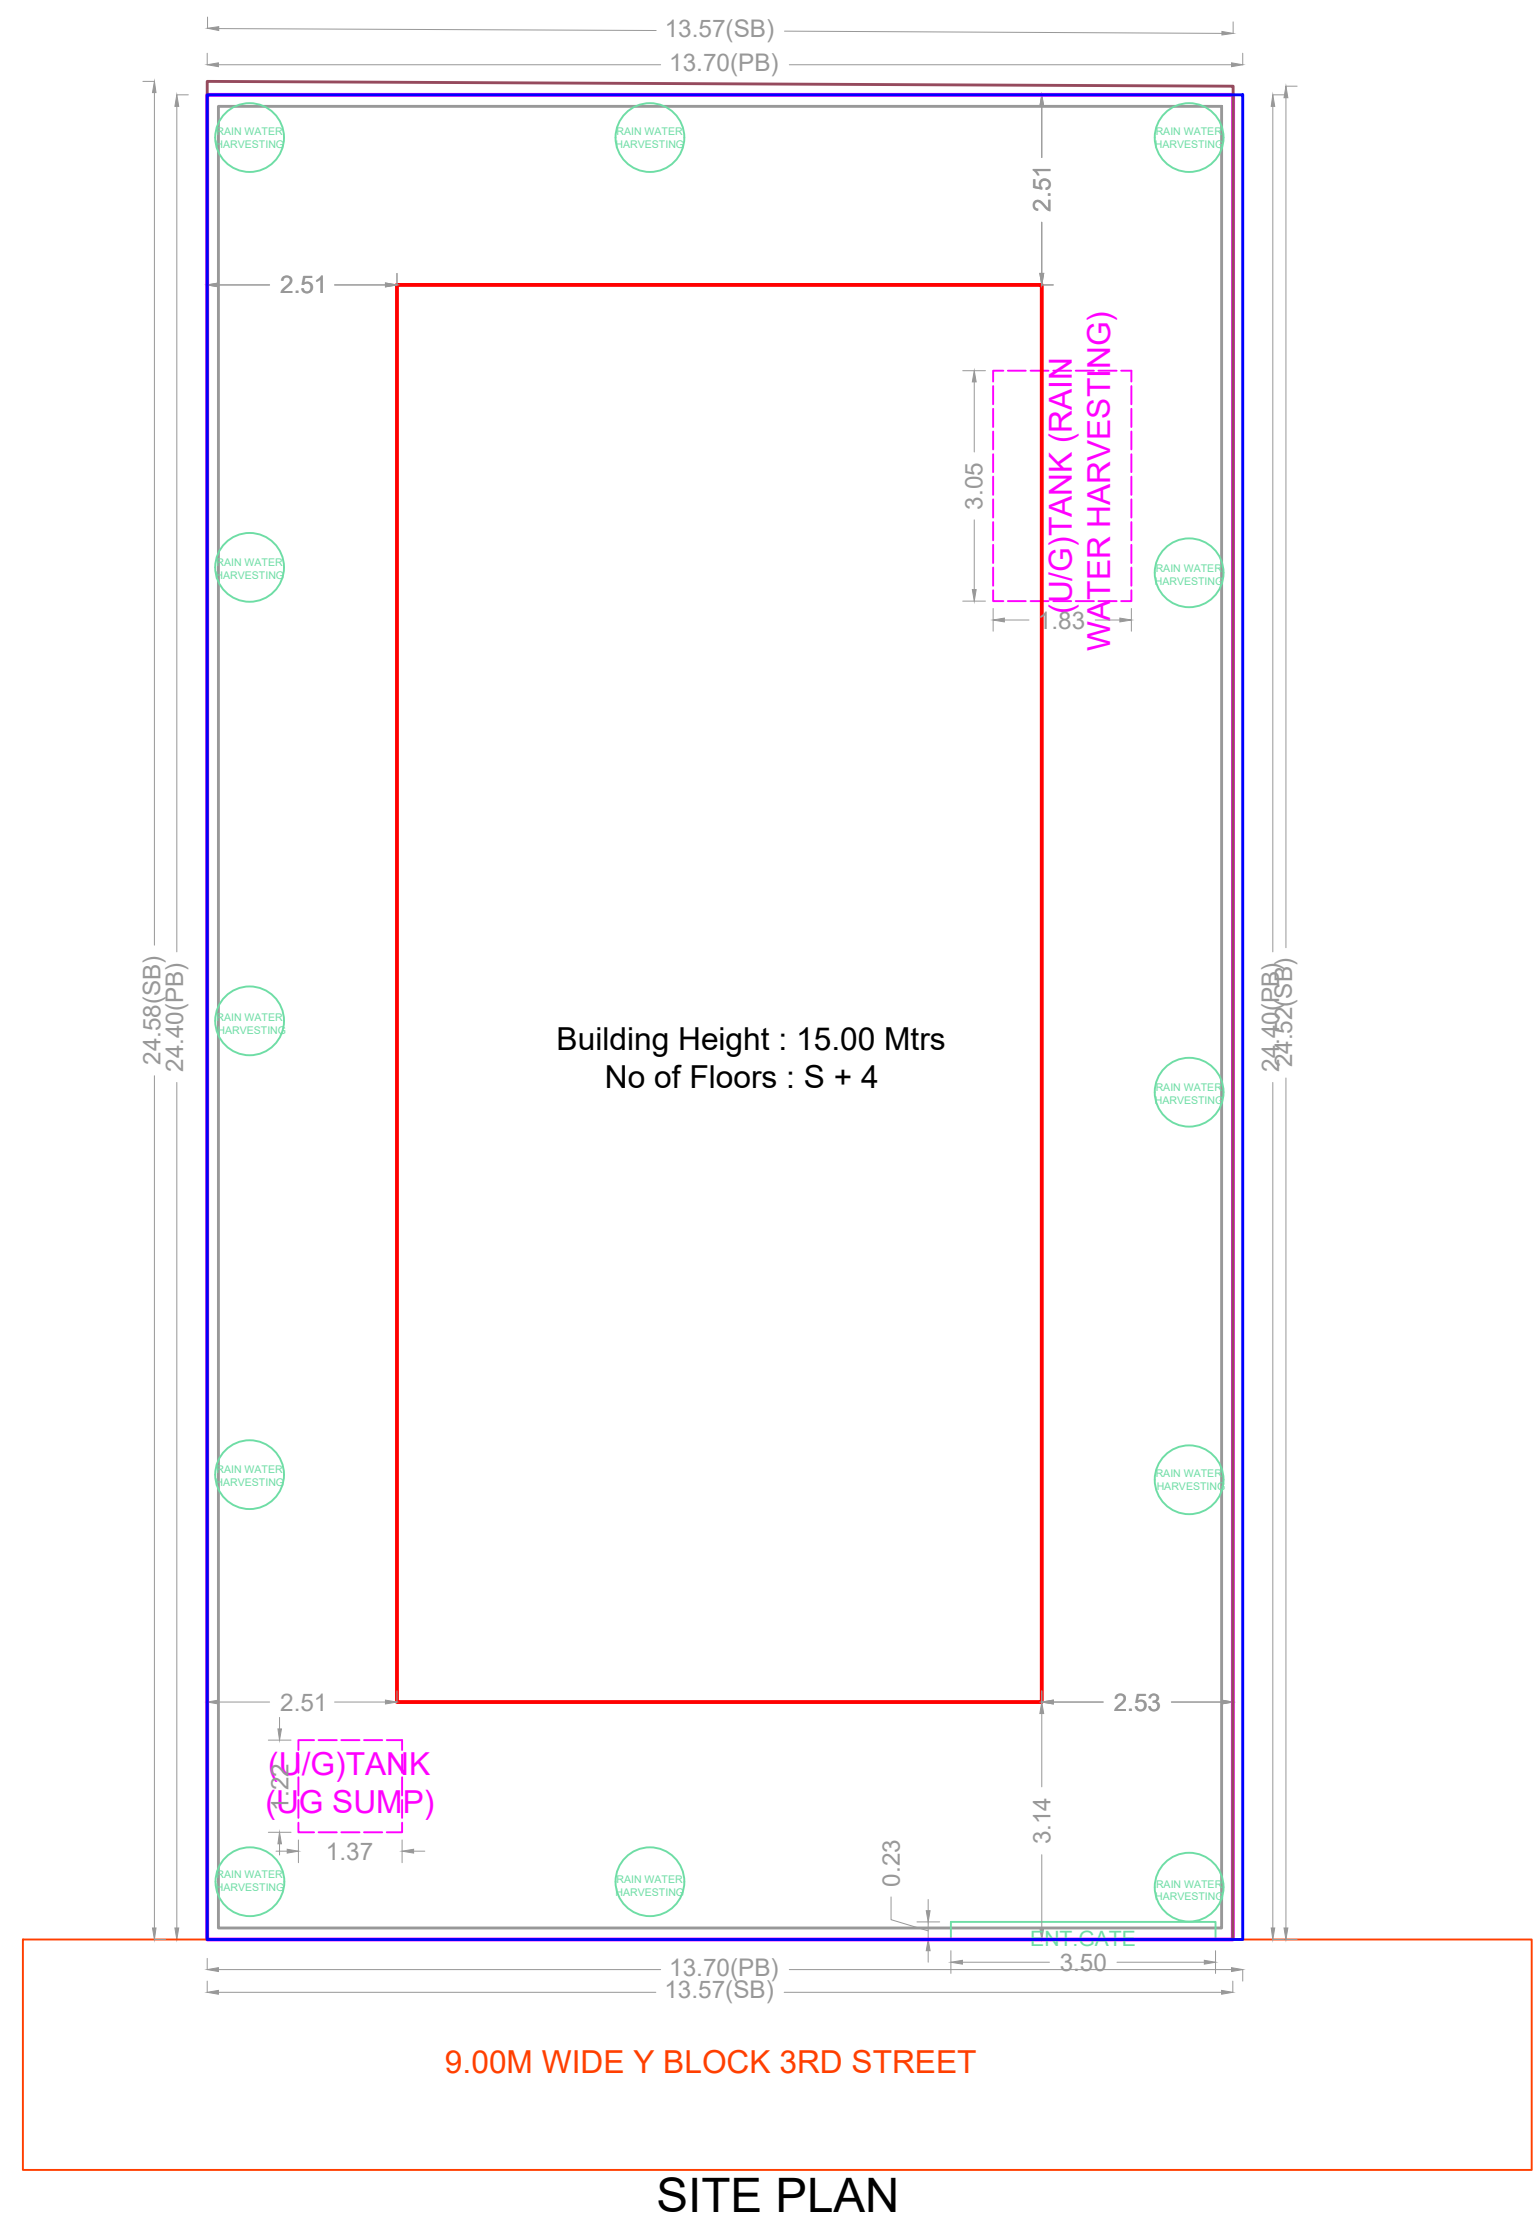 13.57(SB)
13.70(PB)
RAIN WATER
HARVESTING
RAIN WATER
HARVESTING
RAIN WATER
HARVESTING
2.51
2.51
(U/G)TANK (RAIN
WATER HARVESTING)
3.05
1.83
RAIN WATER
HARVESTING
RAIN WATER
HARVESTING
24.58(SB)
24.40(PB)
24.40(PB)
24.52(SB)
RAIN WATER
HARVESTING
Building Height : 15.00 Mtrs
No of Floors : S + 4
RAIN WATER
HARVESTING
RAIN WATER
HARVESTING
RAIN WATER
HARVESTING
2.51
2.53
(U/G)TANK
(UG SUMP)
1.22
1.37
3.14
0.23
RAIN WATER
HARVESTING
RAIN WATER
HARVESTING
RAIN WATER
HARVESTING
ENT.GATE
3.50
13.70(PB)
13.57(SB)
9.00M WIDE Y BLOCK 3RD STREET
SITE PLAN